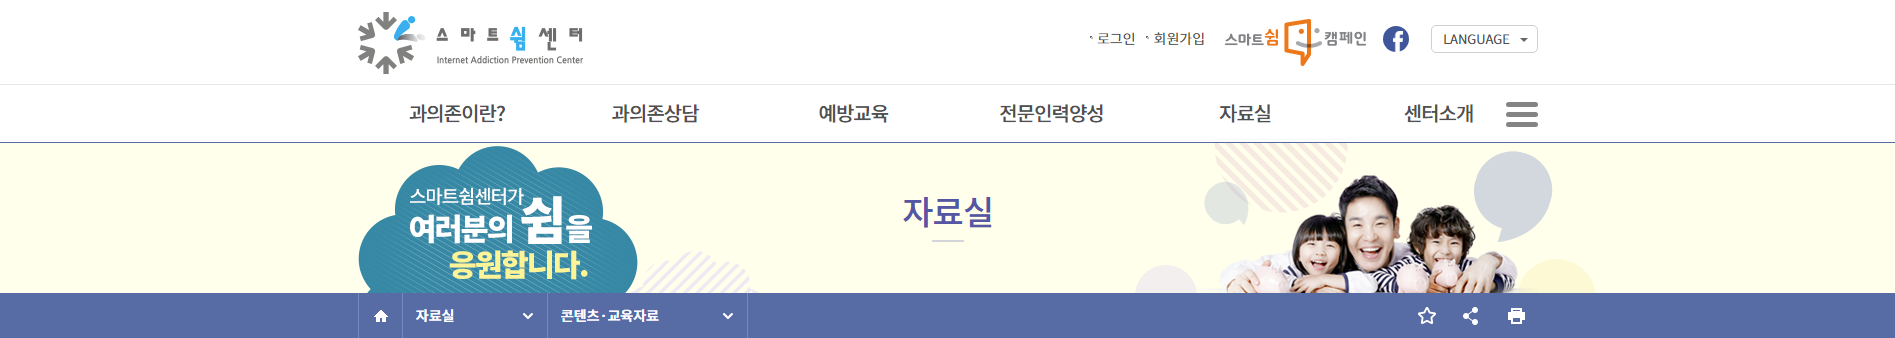 스마트쉼센터
Internet Addiction Prevention Center
로그인 회원가입 스마트쉼 캠페인 f LANGUAGE
과의존이란? 과의존상담 예방교육 전문인력양성 자료실 센터소개
스마트쉼센터가
여러분의 쉼을
응원합니다.
자료실
자료실 콘텐츠·교육자료